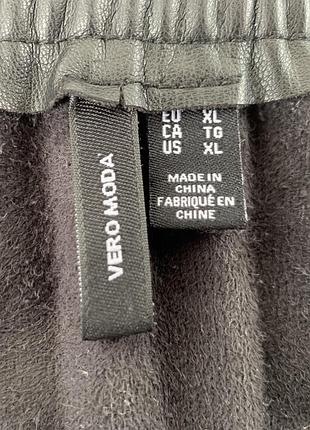 VERO MODA
EU XL
CA TG
US XL
MADE IN
CHINA
FABRIQUÉ EN
CHINE